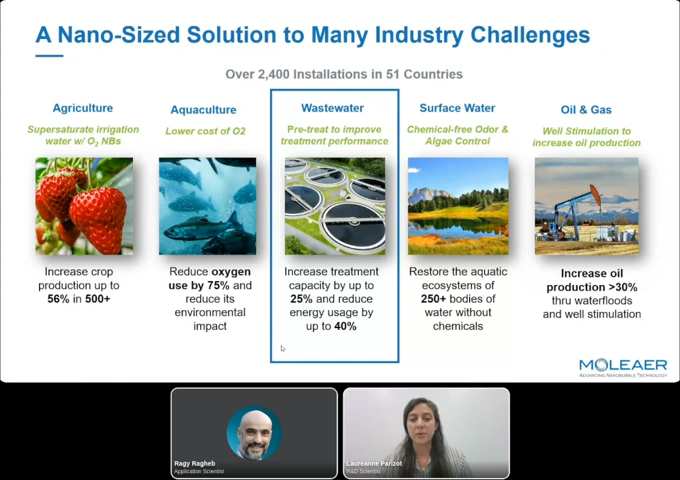 A Nano-Sized Solution to Many Industry Challenges
Over 2,400 Installations in 51 Countries
Agriculture
Supersaturate irrigation
water w/ O2 NBs
Increase crop
production up to
56% in 500+
Aquaculture
Lower cost of O2
Reduce oxygen
use by 75% and
reduce its
environmental
impact
Wastewater
Pre-treat to improve
treatment performance
Increase treatment
capacity by up to
25% and reduce
energy usage by
up to 40%
Surface Water
Chemical-free Odor &
Algae Control
Restore the aquatic
ecosystems of
250+ bodies of
water without
chemicals
Oil & Gas
Well Stimulation to
increase oil production
Increase oil
production >30%
thru waterfloods
and well stimulation
MOLEAER
ADVANCING NANOBUBBLE TECHNOLOGY
Ragy Ragheb
Application Scientist
Laureanne Parizot
R&D Scientist